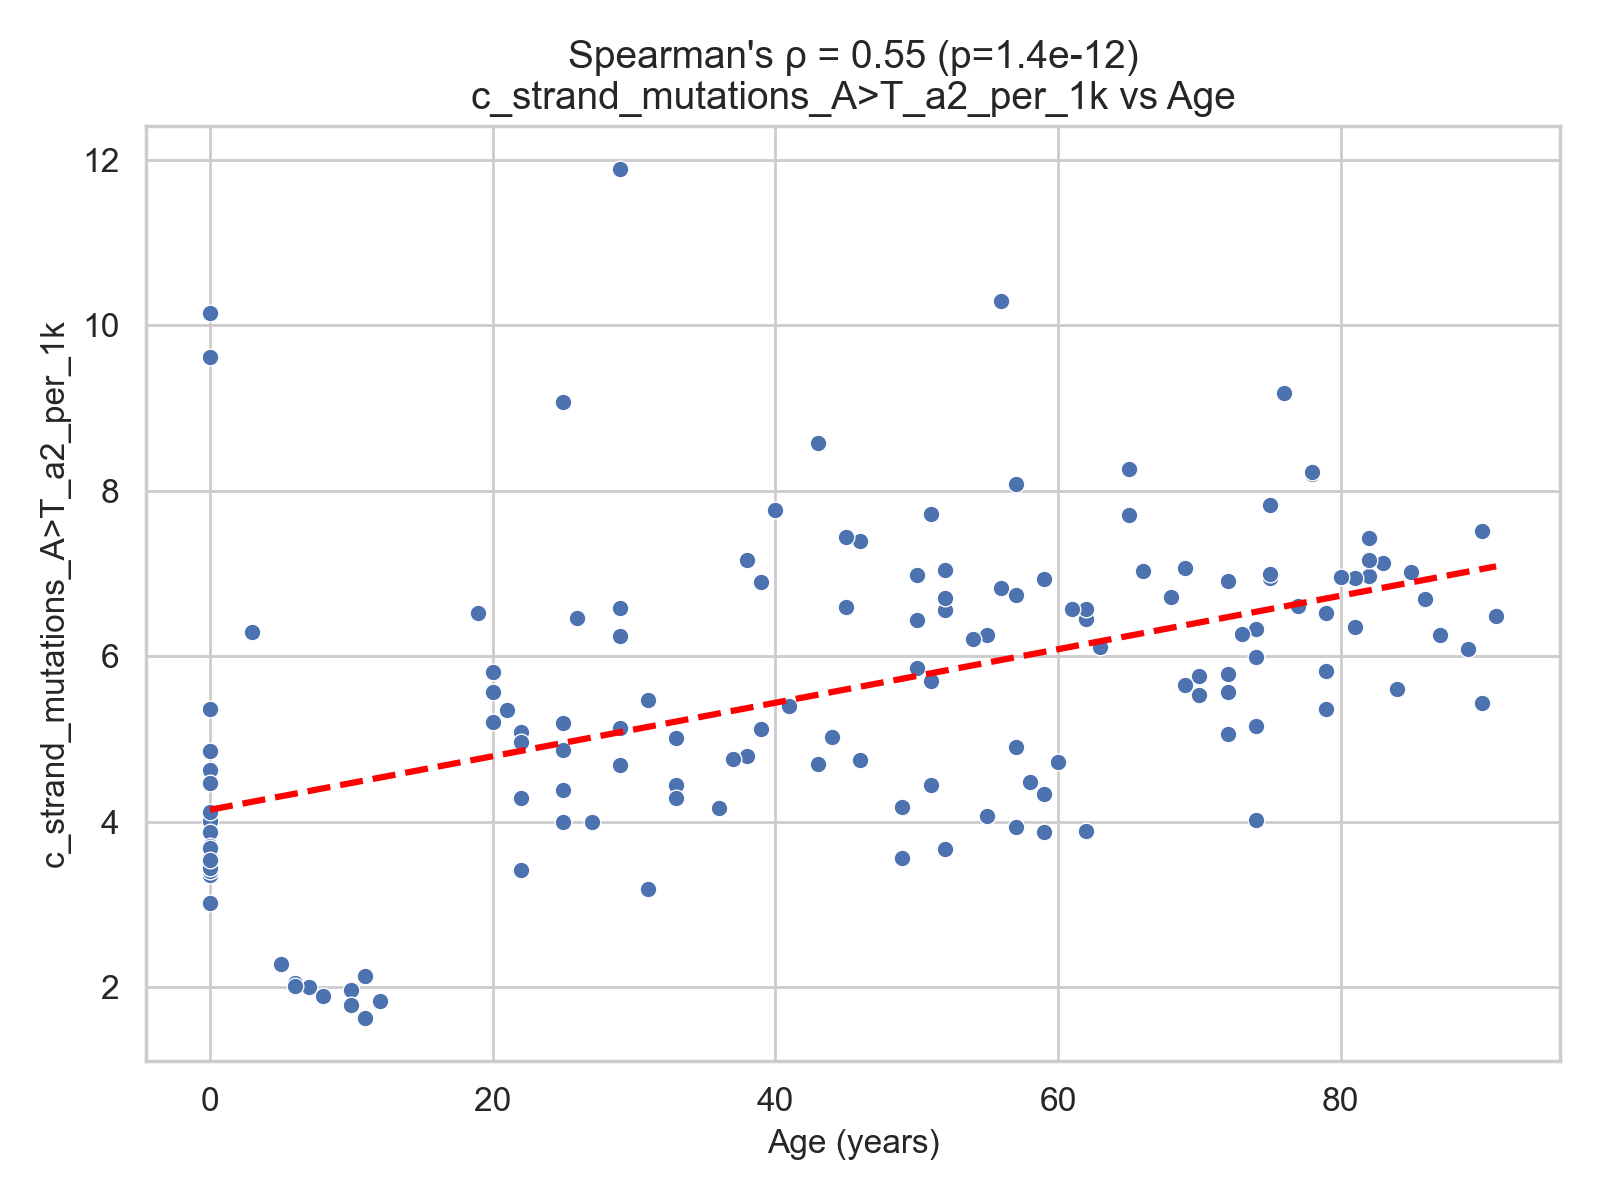 Spearman's ρ = 0.55 (p=1.4e-12)
c_strand_mutations_A>T_a2_per_1k vs Age
c_strand_mutations_A>T_a2_per_1k
12
10
8
6
4
2
0
20
40
60
80
Age (years)